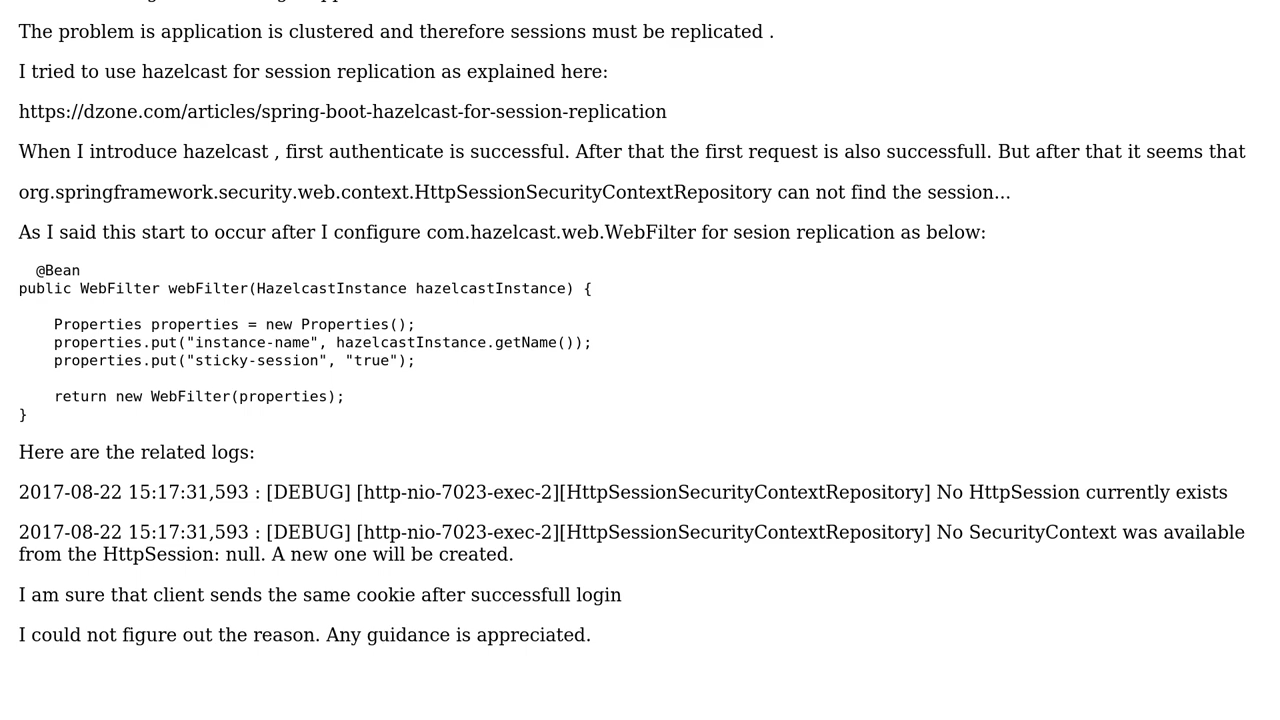 The problem is application is clustered and therefore sessions must be replicated .
I tried to use hazelcast for session replication as explained here:
https://dzone.com/articles/spring-boot-hazelcast-for-session-replication
When I introduce hazelcast , first authenticate is successful. After that the first request is also successfull. But after that it seems that
org.springframework.security.web.context.HttpSessionSecurityContextRepository can not find the session...
As I said this start to occur after I configure com.hazelcast.web.WebFilter for sesion replication as below:
@Bean
public WebFilter webFilter(HazelcastInstance hazelcastInstance) {
Properties properties = new Properties();
properties.put("instance-name", hazelcastInstance.getName());
properties.put("sticky-session", "true");
return new WebFilter(properties);
}
Here are the related logs:
2017-08-22 15:17:31,593 : [DEBUG] [http-nio-7023-exec-2][HttpSessionSecurityContextRepository] No HttpSession currently exists
2017-08-22 15:17:31,593 : [DEBUG] [http-nio-7023-exec-2][HttpSessionSecurityContextRepository] No SecurityContext was available
from the HttpSession: null. A new one will be created.
I am sure that client sends the same cookie after successfull login
I could not figure out the reason. Any guidance is appreciated.